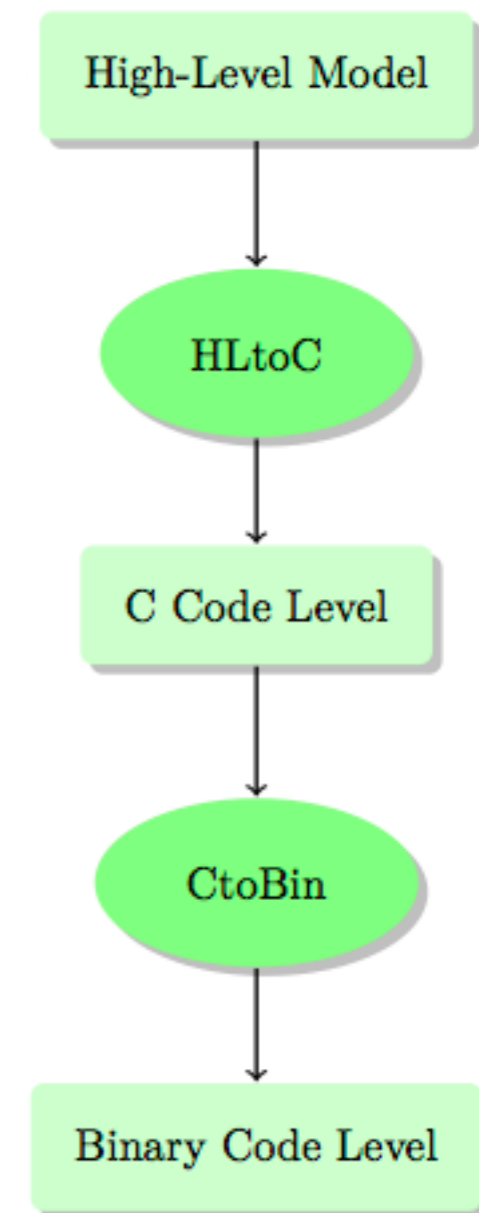 High-Level Model
HLtoC
C Code Level
CtoBin
Binary Code Level